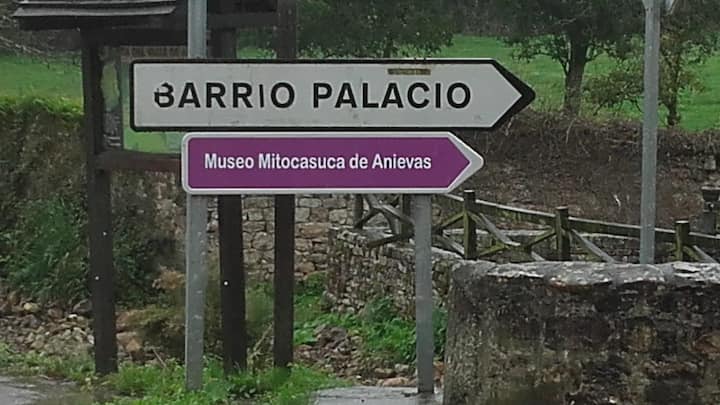 BARRIO PALACIO
Museo Mitocasuca de Anievas